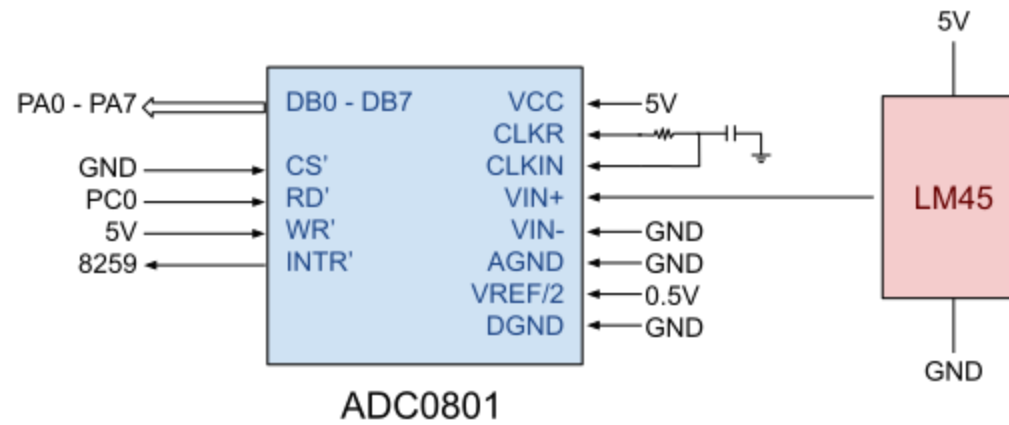 5V
PA0 - PA7
DB0 - DB7
VCC
5V
CLKR
GND
CS'
CLKIN
PC0
RD'
VIN+
LM45
5V
WR'
VIN-
GND
8259
INTR'
AGND
GND
VREF/2
0.5V
DGND
GND
GND
ADC0801